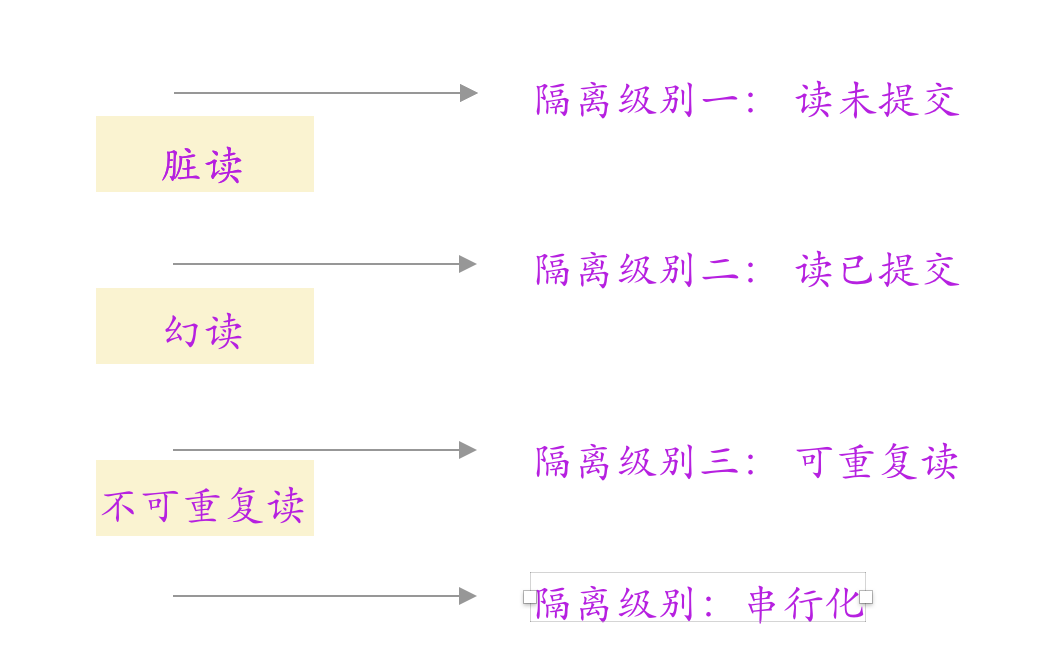 隔离级别一： 读未提交
脏读
隔离级别二： 读已提交
幻读
隔离级别三： 可重复读
不可重复读
隔离级别：串行化